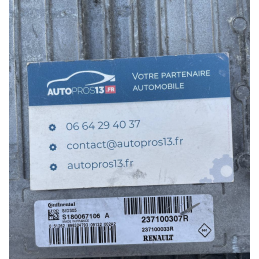 AUTOPROS13.FR
VOTRE PARTENAIRE
AUTOMOBILE
06 64 29 40 37
contact@autopros13.fr
autopros13.fr
Continental
S180067106 A
237100307R
237100033R
RENAULT